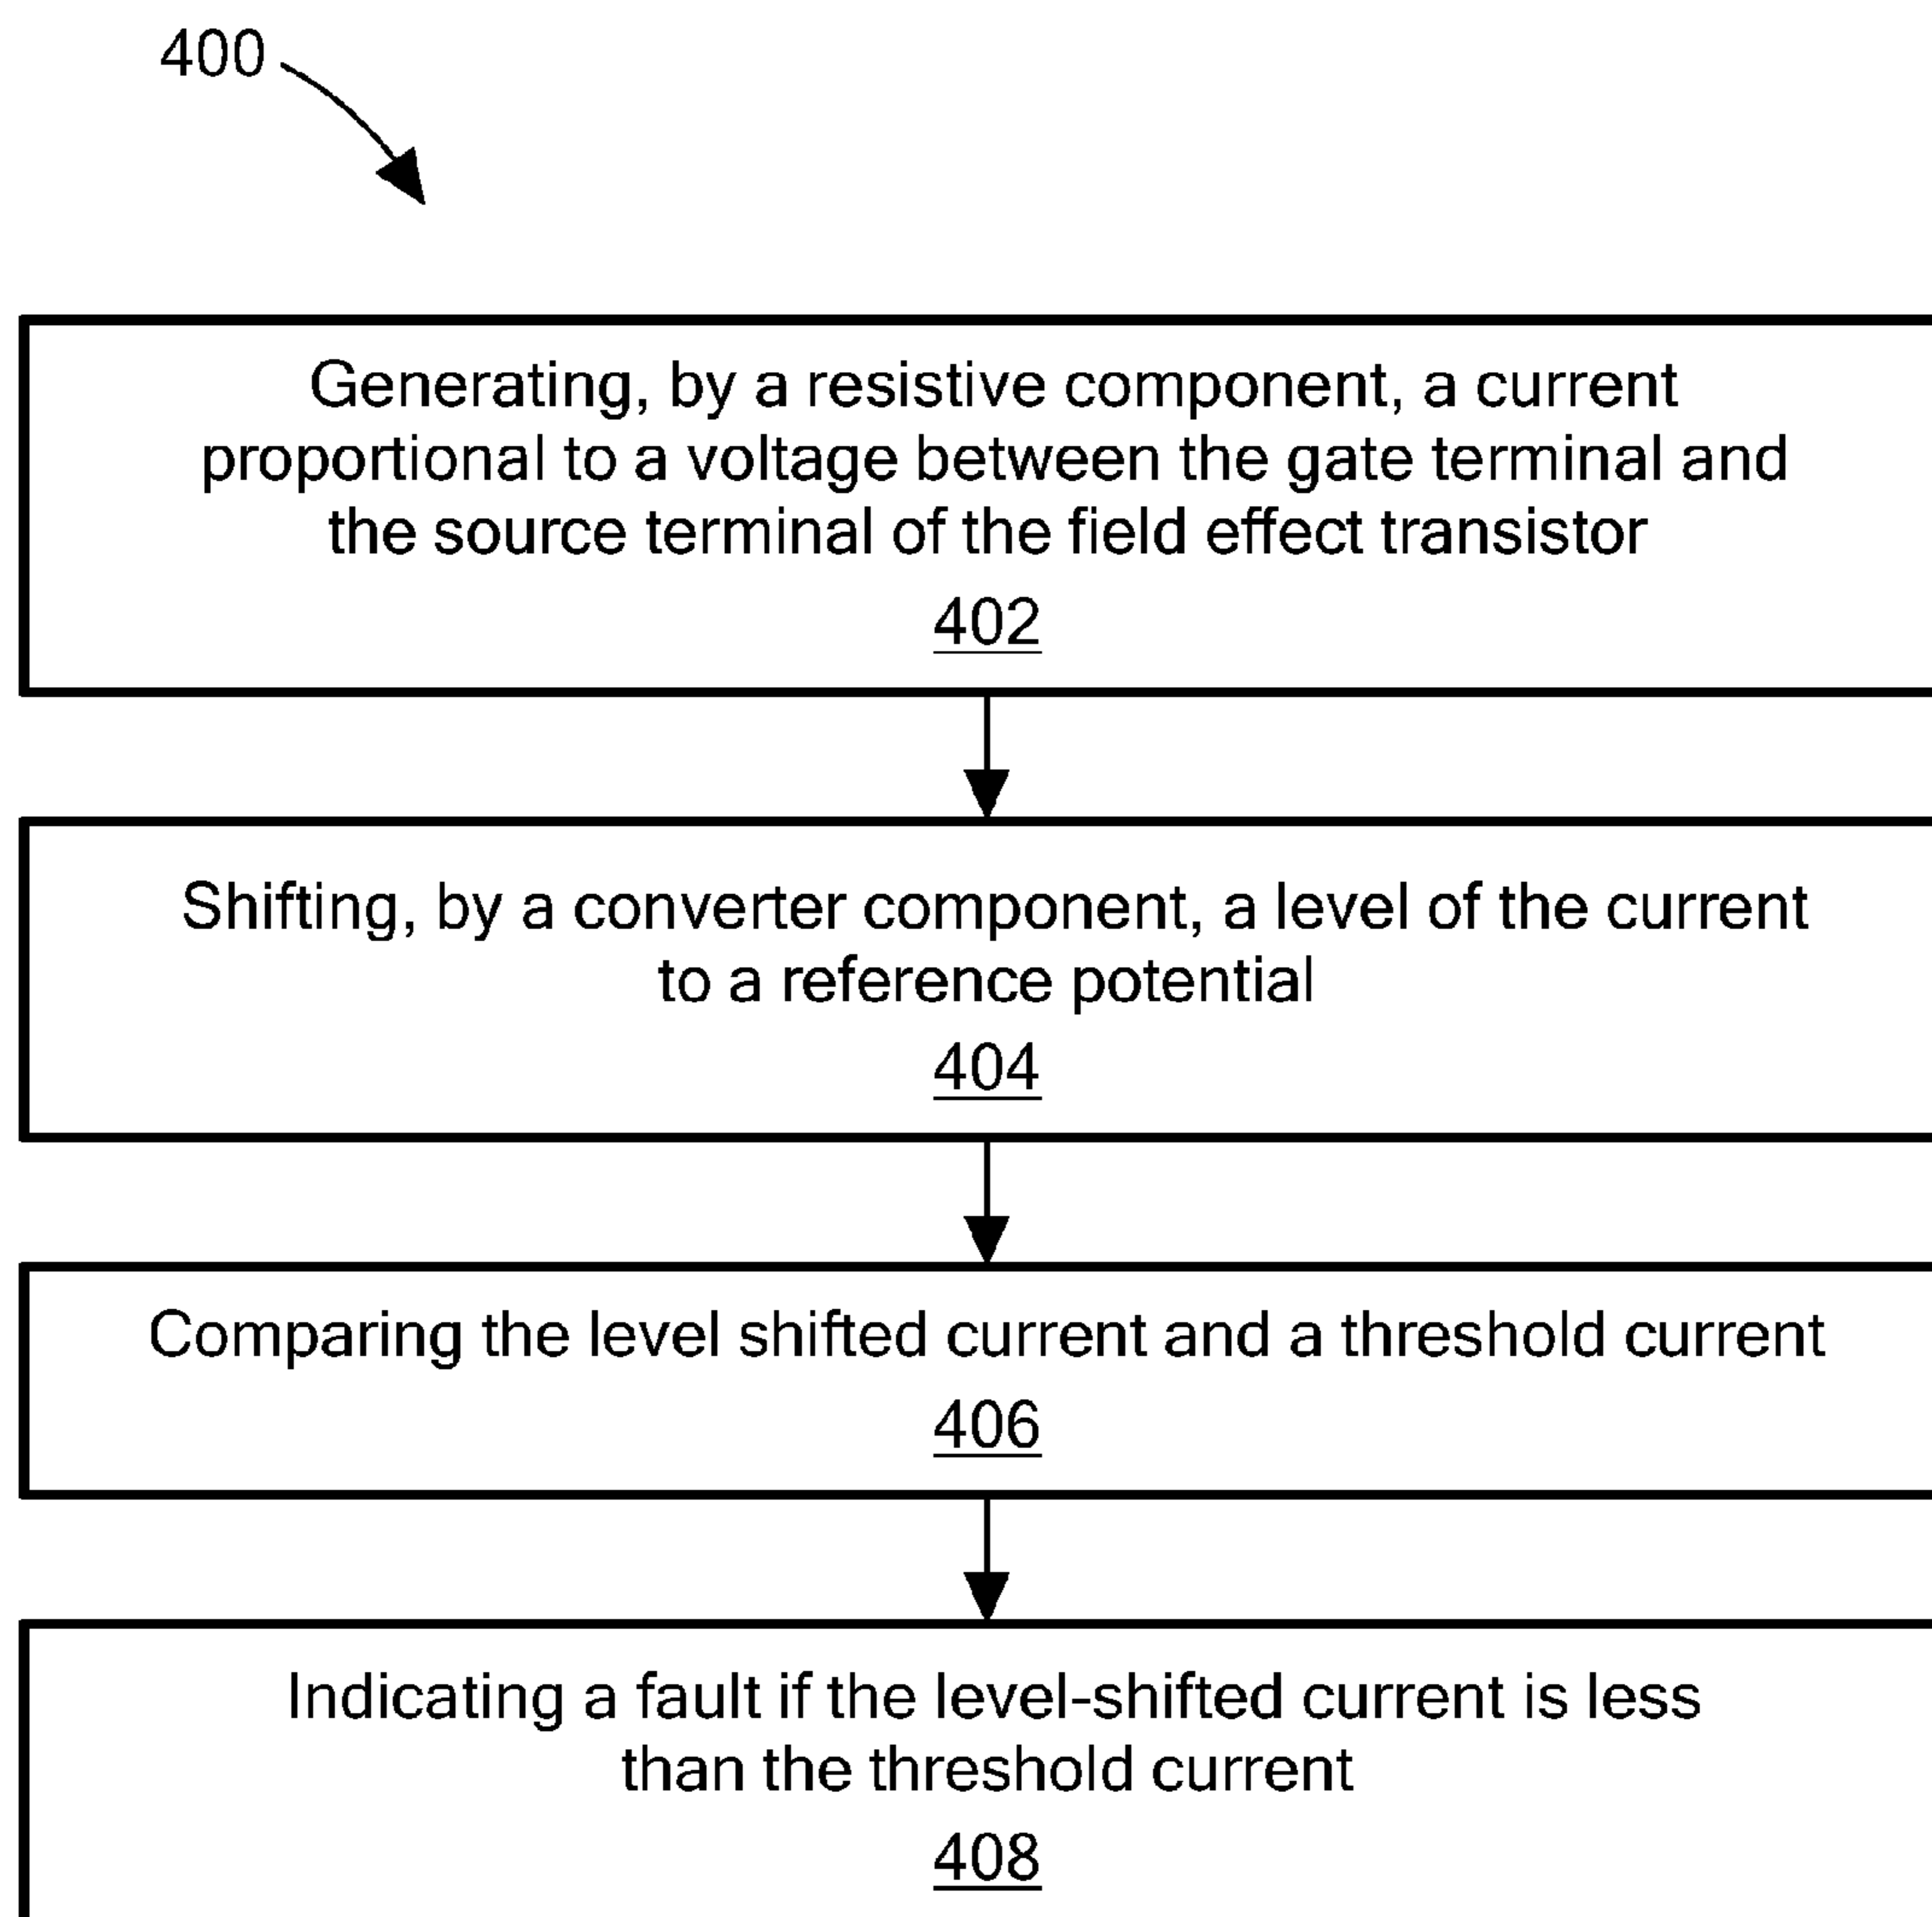 400
Generating, by a resistive component, a current
proportional to a voltage between the gate terminal and
the source terminal of the field effect transistor
402
Shifting, by a converter component, a level of the current
to a reference potential
404
Comparing the level shifted current and a threshold current
406
Indicating a fault if the level-shifted current is less
than the threshold current
408